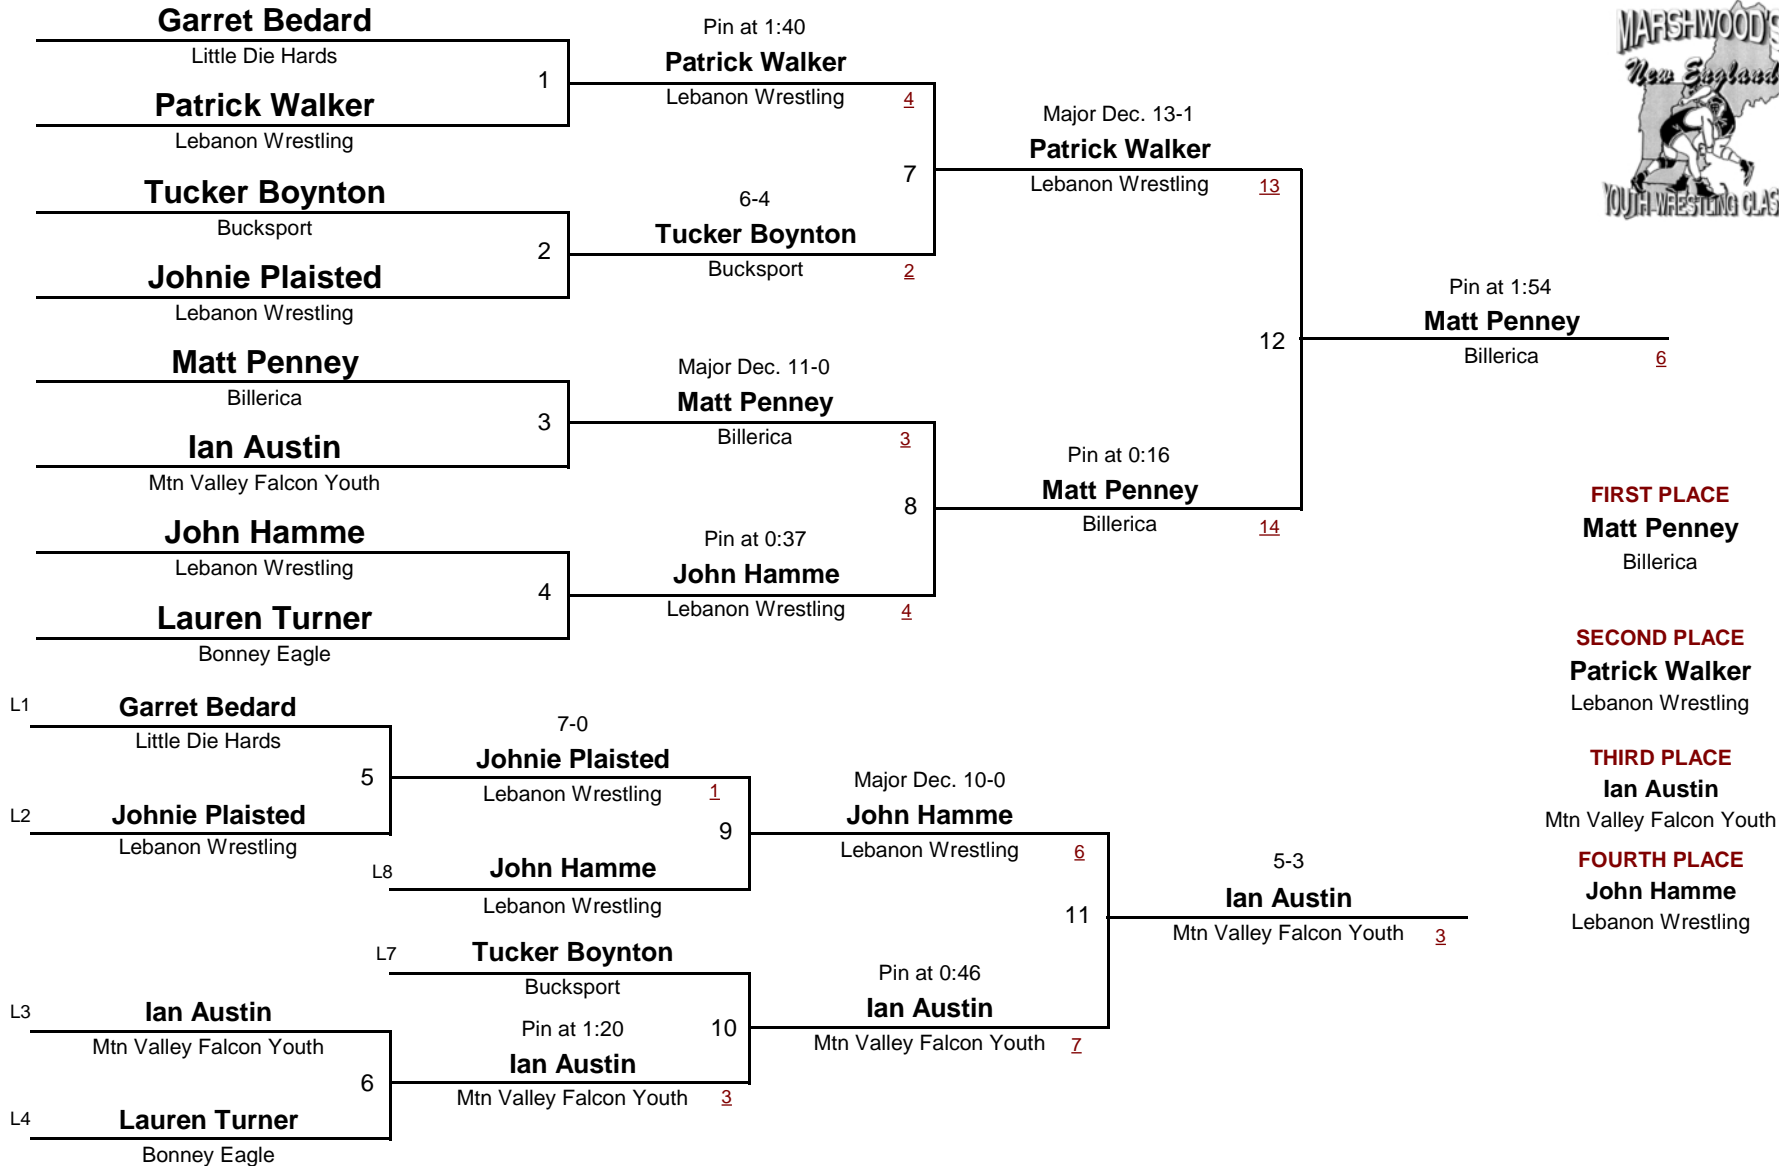 MARSHWOOD'S
New England
YOUTH WRESTLING CLAS
Garret Bedard
Little Die Hards
1
Patrick Walker
Lebanon Wrestling
Tucker Boynton
Bucksport
2
Johnie Plaisted
Lebanon Wrestling
Matt Penney
Billerica
3
Ian Austin
Mtn Valley Falcon Youth
John Hamme
Lebanon Wrestling
4
Lauren Turner
Bonney Eagle
Pin at 1:40
Patrick Walker
Lebanon Wrestling 4
7
6-4
Tucker Boynton
Bucksport 2
Major Dec. 11-0
Matt Penney
Billerica 3
8
Pin at 0:37
John Hamme
Lebanon Wrestling 4
Major Dec. 13-1
Patrick Walker
Lebanon Wrestling 13
12
Pin at 0:16
Matt Penney
Billerica 14
Pin at 1:54
Matt Penney
Billerica 6
FIRST PLACE
Matt Penney
Billerica
SECOND PLACE
Patrick Walker
Lebanon Wrestling
THIRD PLACE
Ian Austin
Mtn Valley Falcon Youth
FOURTH PLACE
John Hamme
Lebanon Wrestling
L1 Garret Bedard
Little Die Hards
5
L2 Johnie Plaisted
Lebanon Wrestling
L3 Ian Austin
Mtn Valley Falcon Youth
6
L4 Lauren Turner
Bonney Eagle
7-0
Johnie Plaisted
Lebanon Wrestling 1
9
L8 John Hamme
Lebanon Wrestling
L7 Tucker Boynton
Bucksport
10
Pin at 1:20
Ian Austin
Mtn Valley Falcon Youth 3
Major Dec. 10-0
John Hamme
Lebanon Wrestling 6
11
Pin at 0:46
Ian Austin
Mtn Valley Falcon Youth 7
5-3
Ian Austin
Mtn Valley Falcon Youth 3